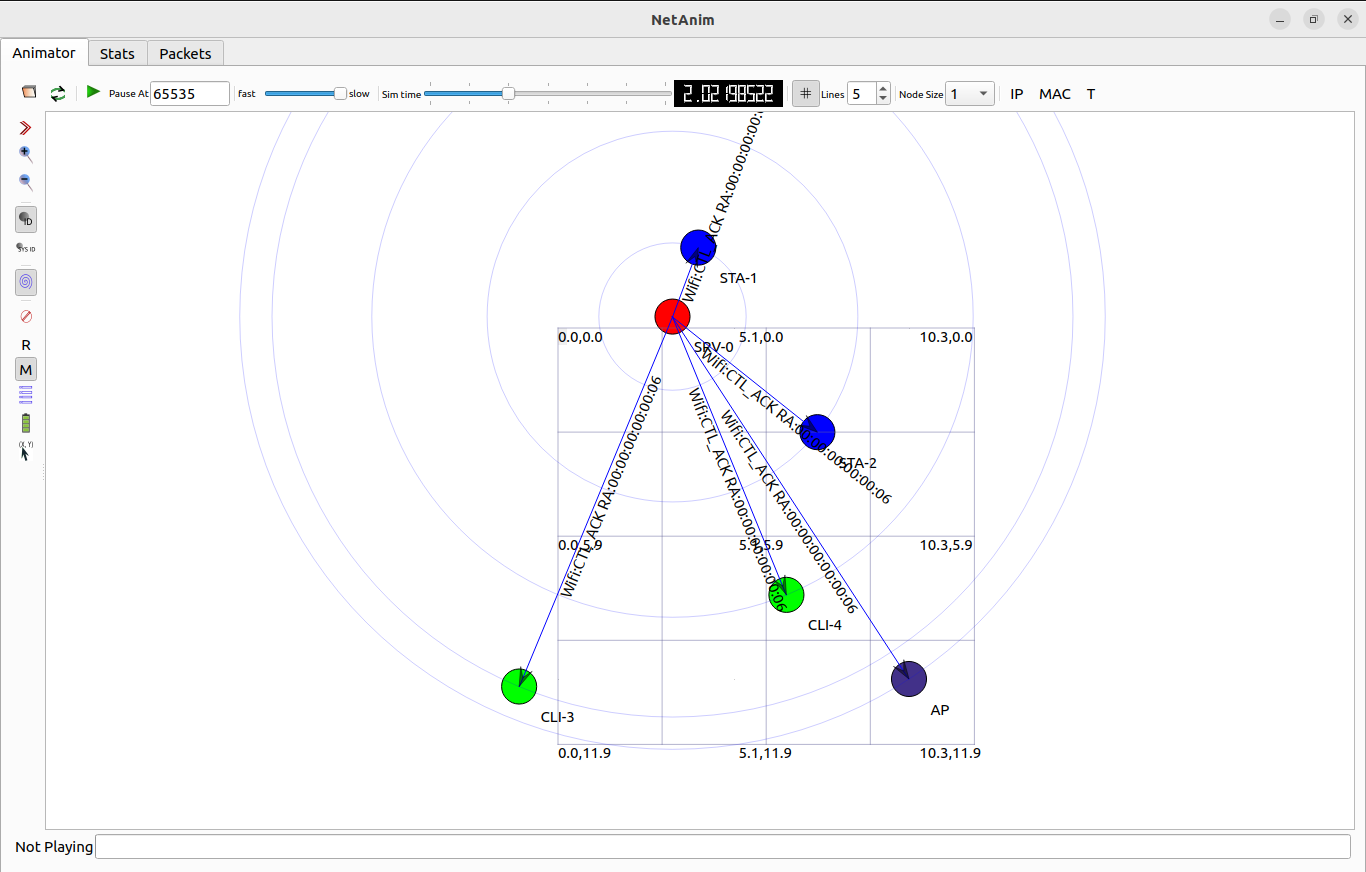 NetAnim
Animator
Stats
Packets
Pause At
65535
fast
slow
Sim time
2.02198522
Lines
5
Node Size
1
IP
MAC
T
ID
SYS ID
R
M
(X, Y)
Wifi:CTL_ACK RA:00:00:00:00:0
STA-1
SRV-0
0.0,0.0
5.1,0.0
10.3,0.0
Wifi:CTL_ACK RA:00:00:00:00:00:06
STA-2
Wifi:CTL_ACK RA:00:00:00:00:00:06
Wifi:CTL_ACK RA:00:00:00:00:00:06
Wifi:CTL_ACK RA:00:00:00:00:00:06
0.0,5.9
5.1,5.9
10.3,5.9
CLI-4
CLI-3
AP
0.0,11.9
5.1,11.9
10.3,11.9
Not Playing